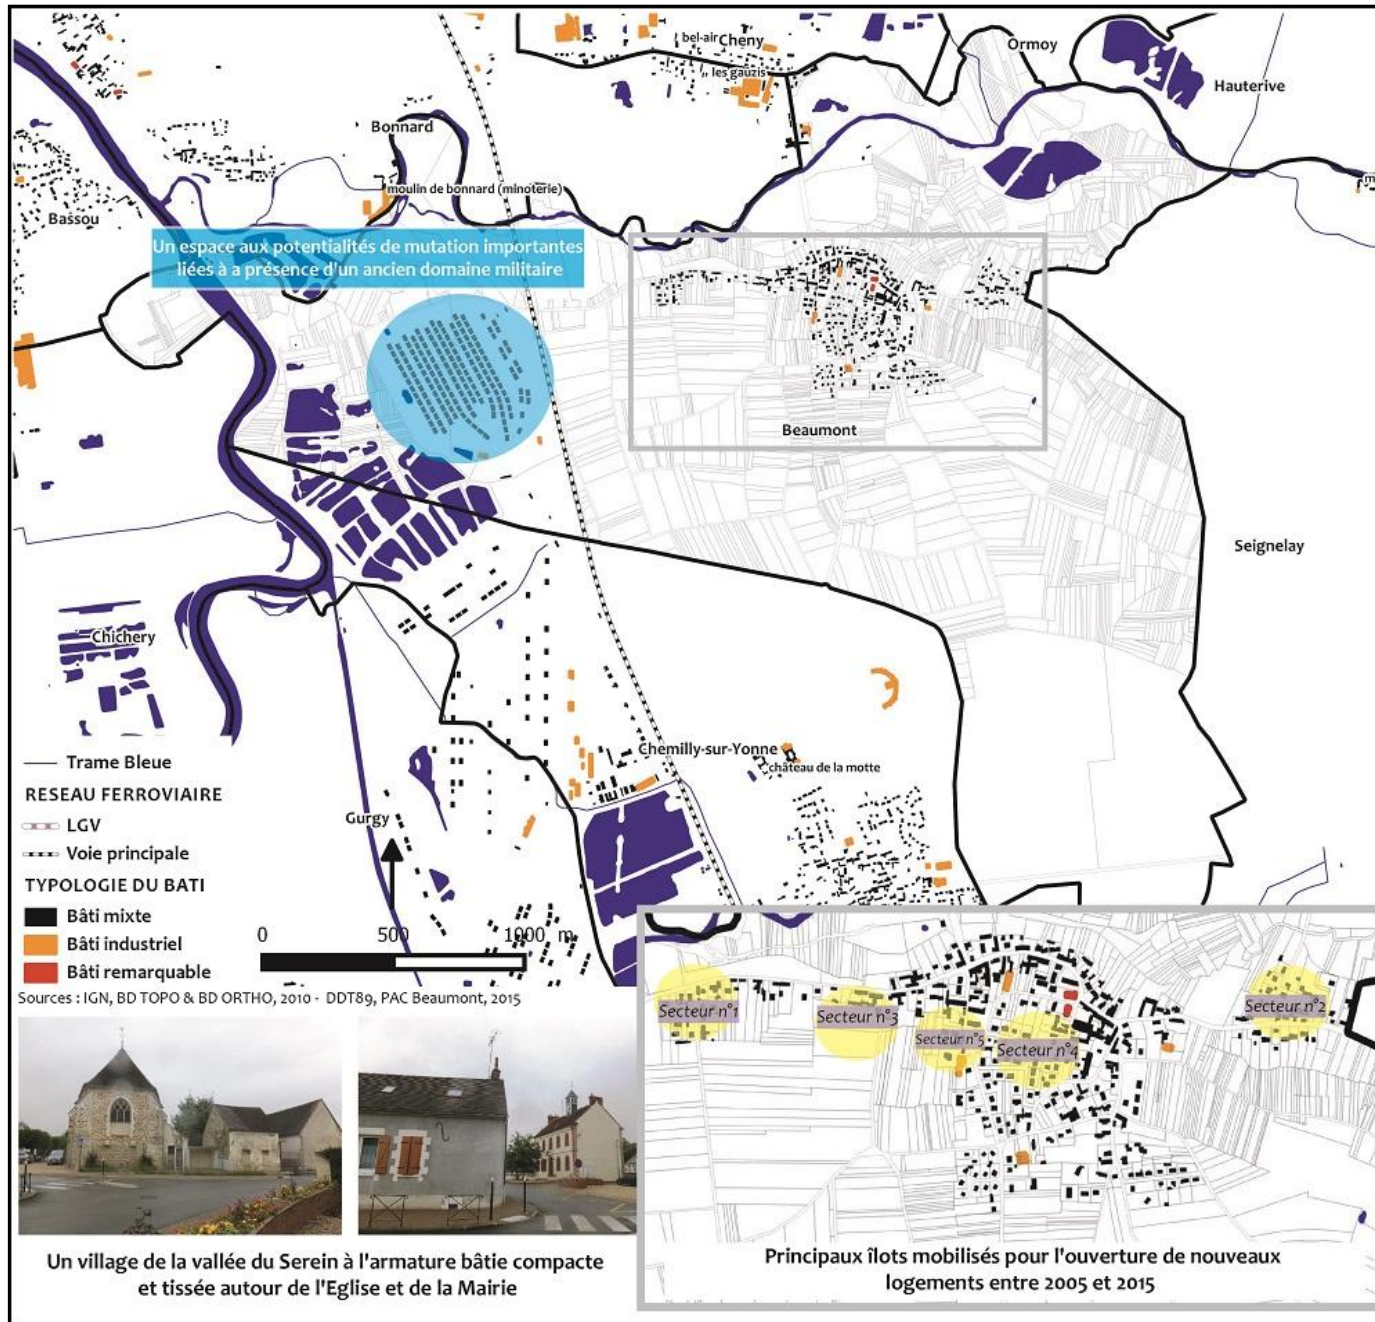 bel-air
Cheny
Ormoy
les gauzis
Hauterive
Bonnard
moulin de bonnard (minoterie)
Bassou
Un espace aux potentialités de mutation importantes
liées à a présence d'un ancien domaine militaire
Beaumont
Seignelay
Chichery
Chemilly-sur-Yonne
château de la motte
Gurgy
Trame Bleue
RESEAU FERROVIAIRE
LGV
Voie principale
TYPOLOGIE DU BATI
Bâti mixte
Bâti industriel
Bâti remarquable
0 500 1000 m
Sources : IGN, BD TOPO & BD ORTHO, 2010 - DDT89, PAC Beaumont, 2015
Secteur n°1
Secteur n°3
Secteur n°5
Secteur n°4
Secteur n°2
Un village de la vallée du Serein à l'armature bâtie compacte
et tissée autour de l'Eglise et de la Mairie
Principaux îlots mobilisés pour l'ouverture de nouveaux
logements entre 2005 et 2015